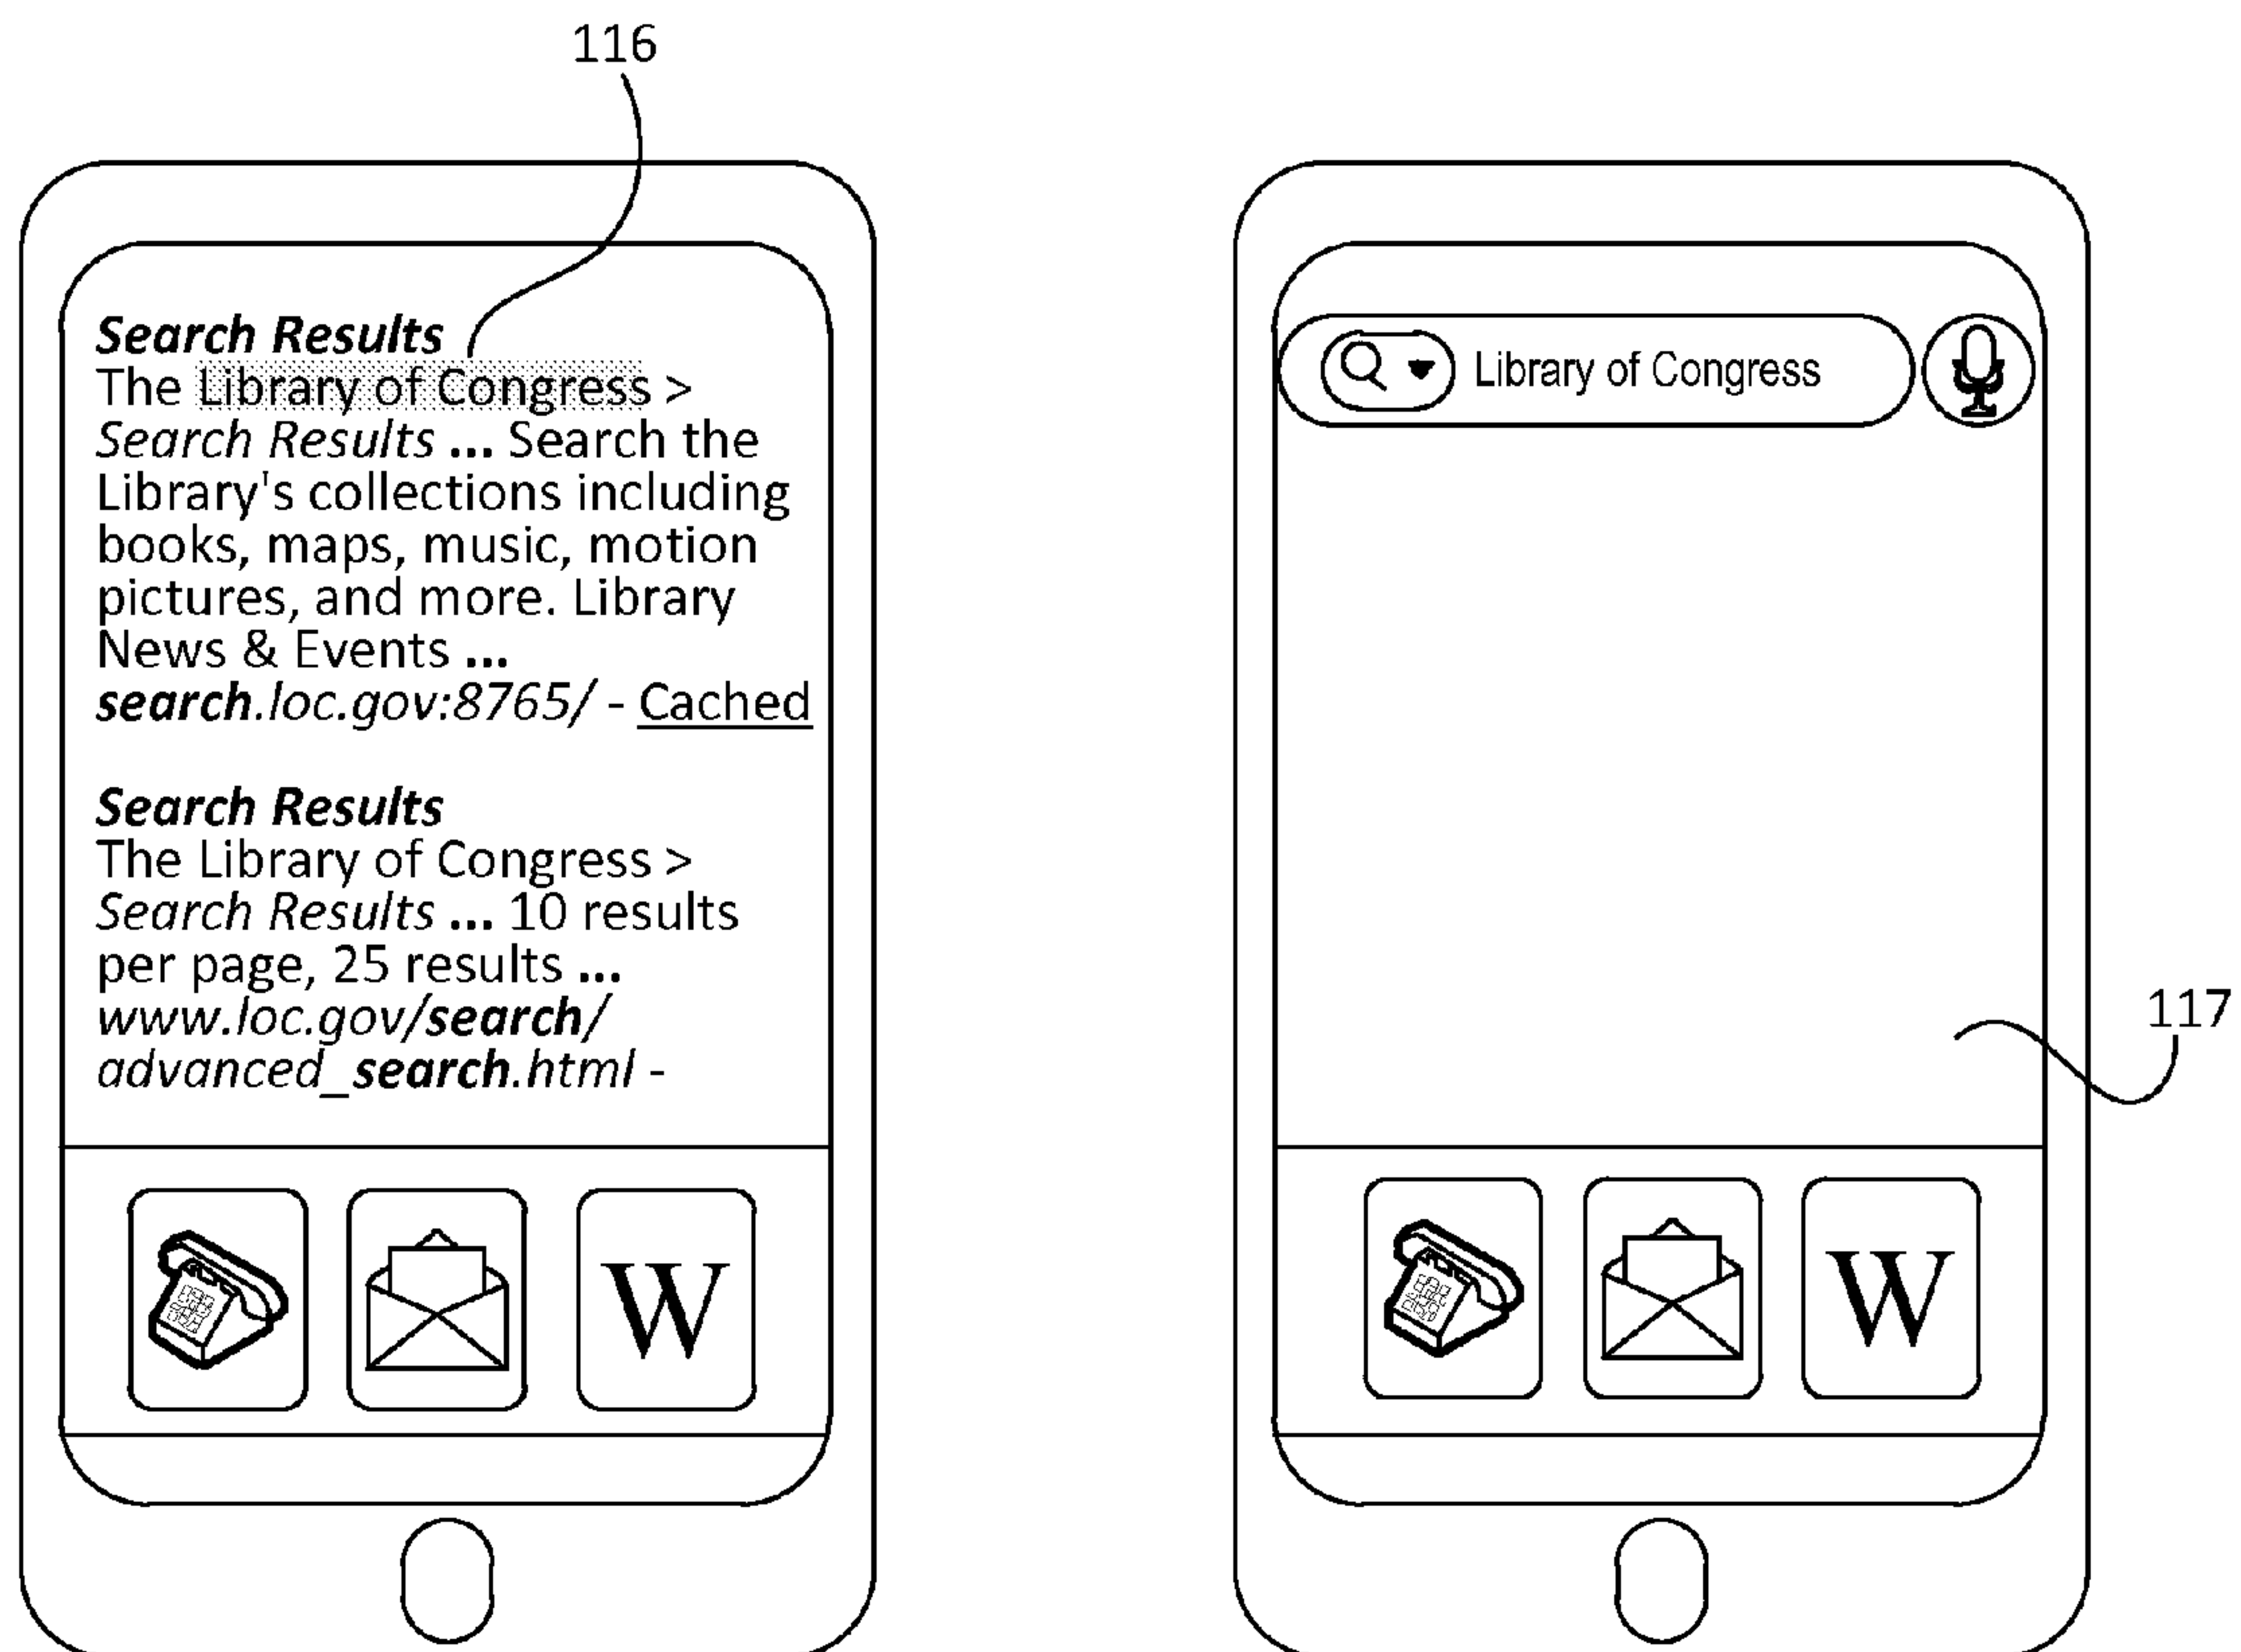 116
Search Results
The Library of Congress >
Search Results ... Search the
Library's collections including
books, maps, music, motion
pictures, and more. Library
News & Events ...
search.loc.gov:8765/ - Cached
Search Results
The Library of Congress >
Search Results ... 10 results
per page, 25 results ...
www.loc.gov/search/
advanced_search.html -
W
Library of Congress
117
W